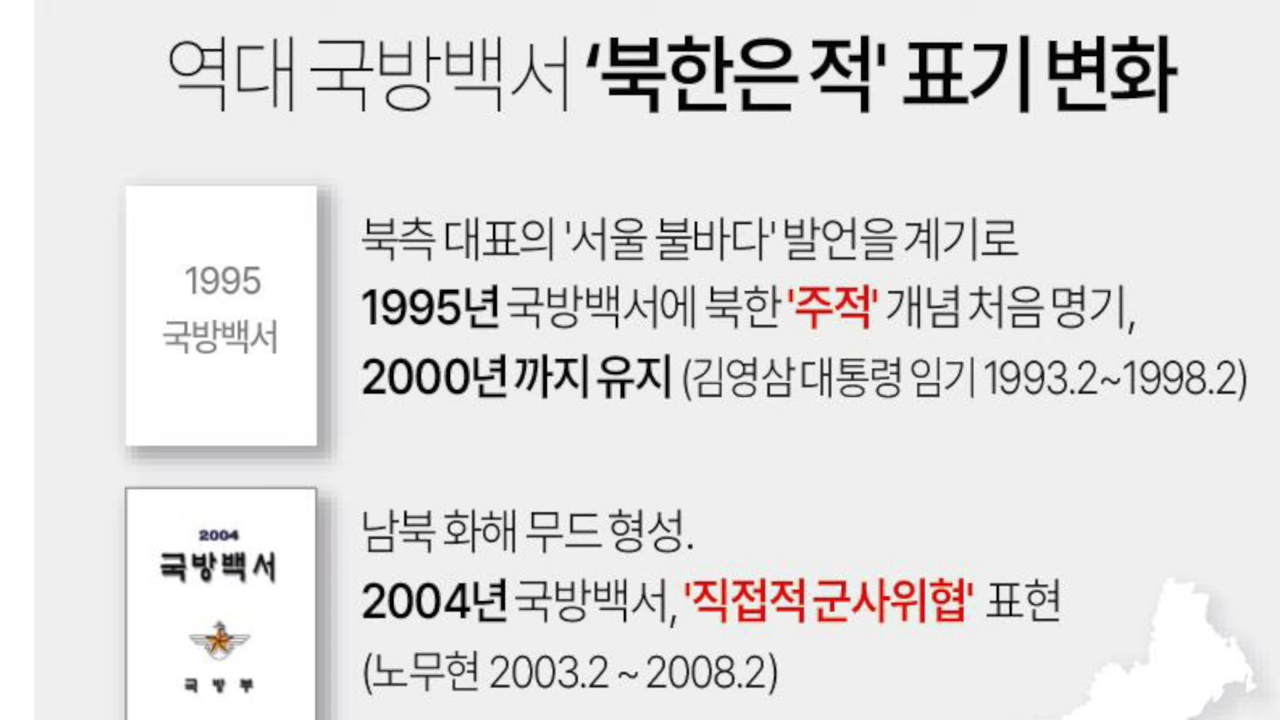 역대 국방백서 ‘북한은 적' 표기 변화
1995
국방백서
북측 대표의 '서울 불바다' 발언을 계기로
1995년 국방백서에 북한 '주적' 개념 처음 명기,
2000년까지 유지 (김영삼 대통령 임기 1993.2~1998.2)
2004
국방백서
국방부
남북 화해 무드 형성.
2004년 국방백서, '직접적 군사위협' 표현
(노무현 2003.2 ~ 2008.2)